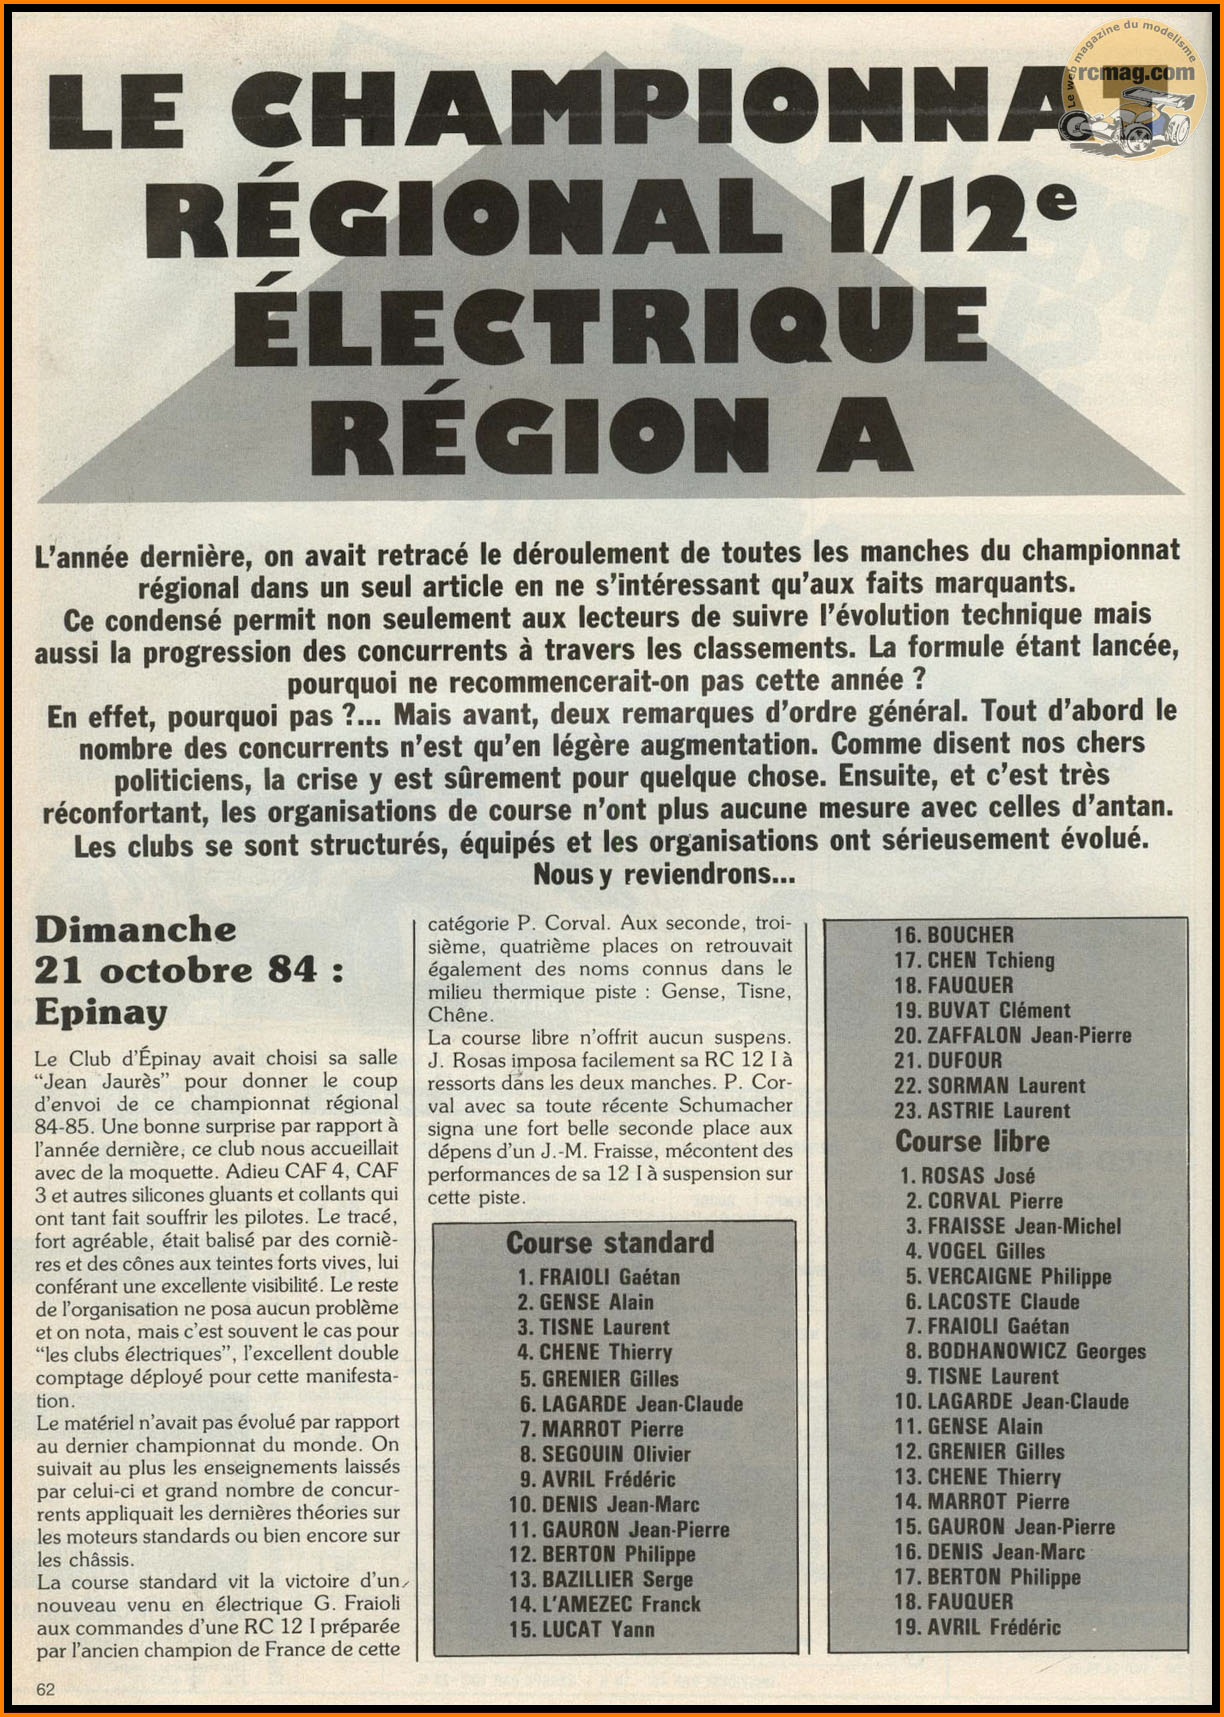 Le web magazine du modelisme
rcmag.com
LE CHAMPIONNAT
RÉGIONAL 1/12e
ÉLECTRIQUE
RÉGION A
L'année dernière, on avait retracé le déroulement de toutes les manches du championnat
régional dans un seul article en ne s'intéressant qu'aux faits marquants.
Ce condensé permit non seulement aux lecteurs de suivre l'évolution technique mais
aussi la progression des concurrents à travers les classements. La formule étant lancée,
pourquoi ne recommencerait-on pas cette année ?
En effet, pourquoi pas ?... Mais avant, deux remarques d'ordre général. Tout d'abord le
nombre des concurrents n'est qu'en légère augmentation. Comme disent nos chers
politiciens, la crise y est sûrement pour quelque chose. Ensuite, et c'est très
réconfortant, les organisations de course n'ont plus aucune mesure avec celles d'antan.
Les clubs se sont structurés, équipés et les organisations ont sérieusement évolué.
Nous y reviendrons...
Dimanche
21 octobre 84 :
Epinay
Le Club d'Épinay avait choisi sa salle
"Jean Jaurès" pour donner le coup
d'envoi de ce championnat régional
84-85. Une bonne surprise par rapport à
l'année dernière, ce club nous accueillait
avec de la moquette. Adieu CAF 4, CAF
3 et autres silicones gluants et collants qui
ont tant fait souffrir les pilotes. Le tracé,
fort agréable, était balisé par des corniè-
res et des cônes aux teintes forts vives, lui
conférant une excellente visibilité. Le reste
de l'organisation ne posa aucun problème
et on nota, mais c'est souvent le cas pour
"les clubs électriques", l'excellent double
comptage déployé pour cette manifesta-
tion.
Le matériel n'avait pas évolué par rapport
au dernier championnat du monde. On
suivait au plus les enseignements laissés
par celui-ci et grand nombre de concur-
rents appliquait les dernières théories sur
les moteurs standards ou bien encore sur
les châssis.
La course standard vit la victoire d'un
nouveau venu en électrique G. Fraioli
aux commandes d'une RC 12 I préparée
par l'ancien champion de France de cette
catégorie P. Corval. Aux seconde, troi-
sième, quatrième places on retrouvait
également des noms connus dans le
milieu thermique piste : Gense, Tisne,
Chêne.
La course libre n'offrit aucun suspens.
J. Rosas imposa facilement sa RC 12 I à
ressorts dans les deux manches. P. Cor-
val avec sa toute récente Schumacher
signa une fort belle seconde place aux
dépens d'un J.-M. Fraisse, mécontent des
performances de sa 12 I à suspension sur
cette piste.
Course standard
1. FRAIOLI Gaétan
2. GENSE Alain
3. TISNE Laurent
4. CHENE Thierry
5. GRENIER Gilles
6. LAGARDE Jean-Claude
7. MARROT Pierre
8. SEGOUIN Olivier
9. AVRIL Frédéric
10. DENIS Jean-Marc
11. GAURON Jean-Pierre
12. BERTON Philippe
13. BAZILLIER Serge
14. L'AMEZEC Franck
15. LUCAT Yann
16. BOUCHER
17. CHEN Tchieng
18. FAUQUER
19. BUVAT Clément
20. ZAFFALON Jean-Pierre
21. DUFOUR
22. SORMAN Laurent
23. ASTRIE Laurent
Course libre
1. ROSAS José
2. CORVAL Pierre
3. FRAISSE Jean-Michel
4. VOGEL Gilles
5. VERCAIGNE Philippe
6. LACOSTE Claude
7. FRAIOLI Gaétan
8. BODHANOWICZ Georges
9. TISNE Laurent
10. LAGARDE Jean-Claude
11. GENSE Alain
12. GRENIER Gilles
13. CHENE Thierry
14. MARROT Pierre
15. GAURON Jean-Pierre
16. DENIS Jean-Marc
17. BERTON Philippe
18. FAUQUER
19. AVRIL Frédéric
62